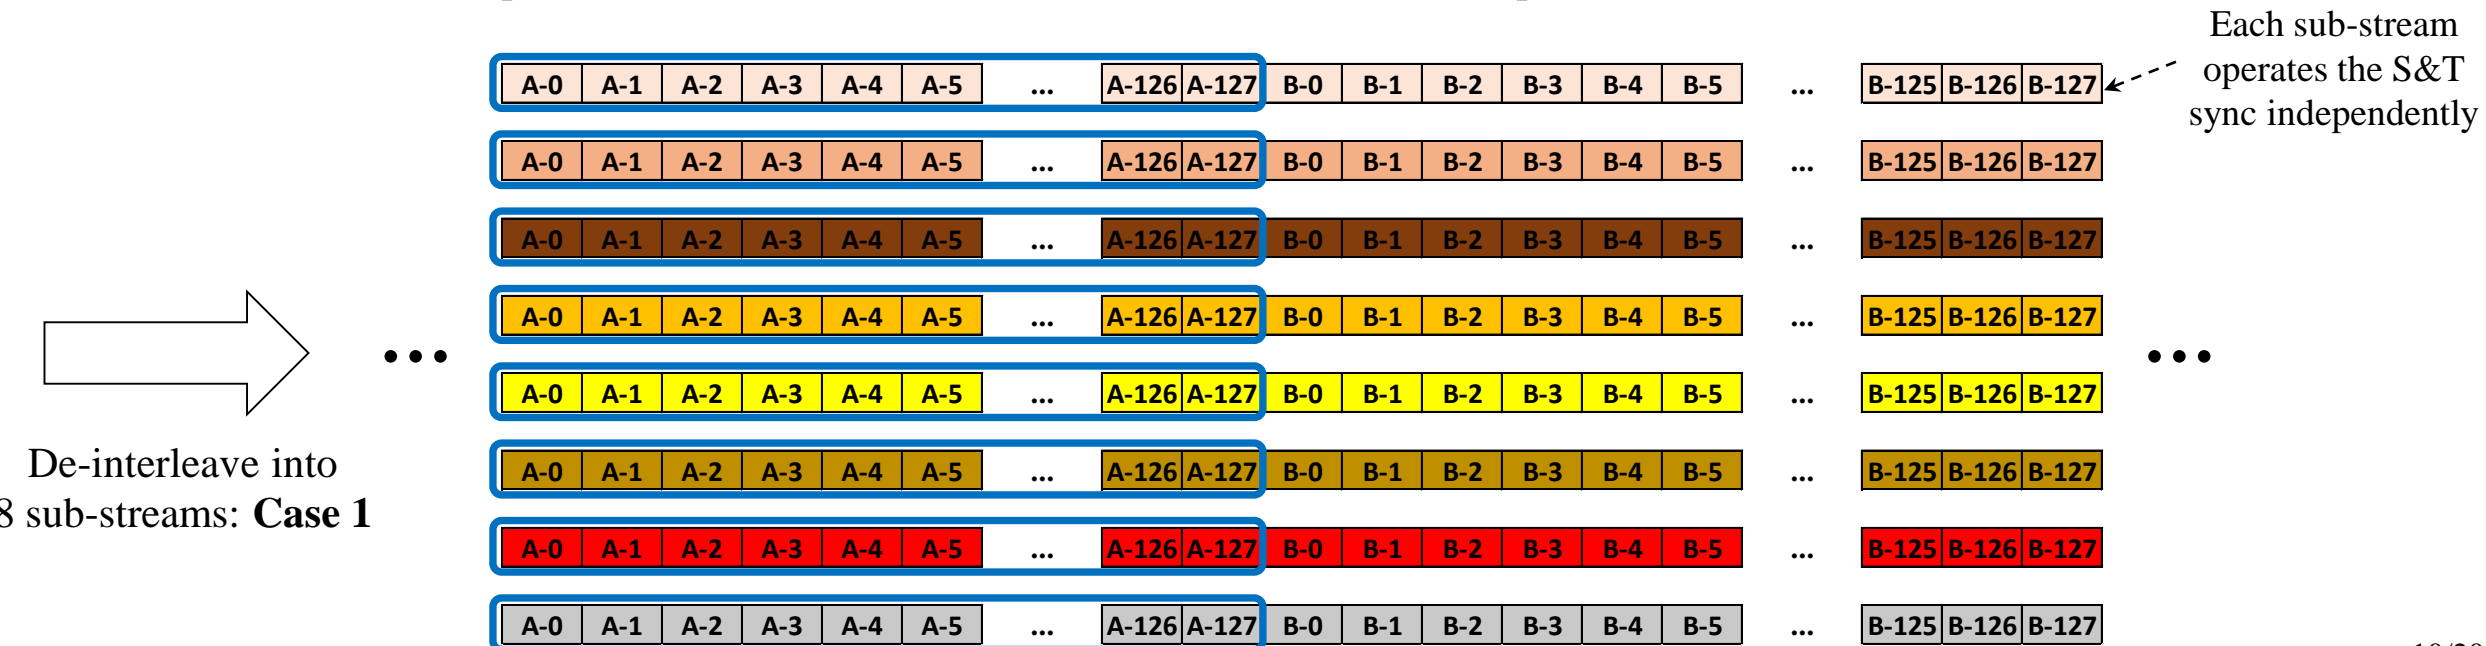 Each sub-stream
operates the S&T
sync independently
A-0 A-1 A-2 A-3 A-4 A-5 ... A-126 A-127 B-0 B-1 B-2 B-3 B-4 B-5 ... B-125 B-126 B-127
A-0 A-1 A-2 A-3 A-4 A-5 ... A-126 A-127 B-0 B-1 B-2 B-3 B-4 B-5 ... B-125 B-126 B-127
A-0 A-1 A-2 A-3 A-4 A-5 ... A-126 A-127 B-0 B-1 B-2 B-3 B-4 B-5 ... B-125 B-126 B-127
A-0 A-1 A-2 A-3 A-4 A-5 ... A-126 A-127 B-0 B-1 B-2 B-3 B-4 B-5 ... B-125 B-126 B-127
... ...
A-0 A-1 A-2 A-3 A-4 A-5 ... A-126 A-127 B-0 B-1 B-2 B-3 B-4 B-5 ... B-125 B-126 B-127
De-interleave into
8 sub-streams: Case 1
A-0 A-1 A-2 A-3 A-4 A-5 ... A-126 A-127 B-0 B-1 B-2 B-3 B-4 B-5 ... B-125 B-126 B-127
A-0 A-1 A-2 A-3 A-4 A-5 ... A-126 A-127 B-0 B-1 B-2 B-3 B-4 B-5 ... B-125 B-126 B-127
A-0 A-1 A-2 A-3 A-4 A-5 ... A-126 A-127 B-0 B-1 B-2 B-3 B-4 B-5 ... B-125 B-126 B-127